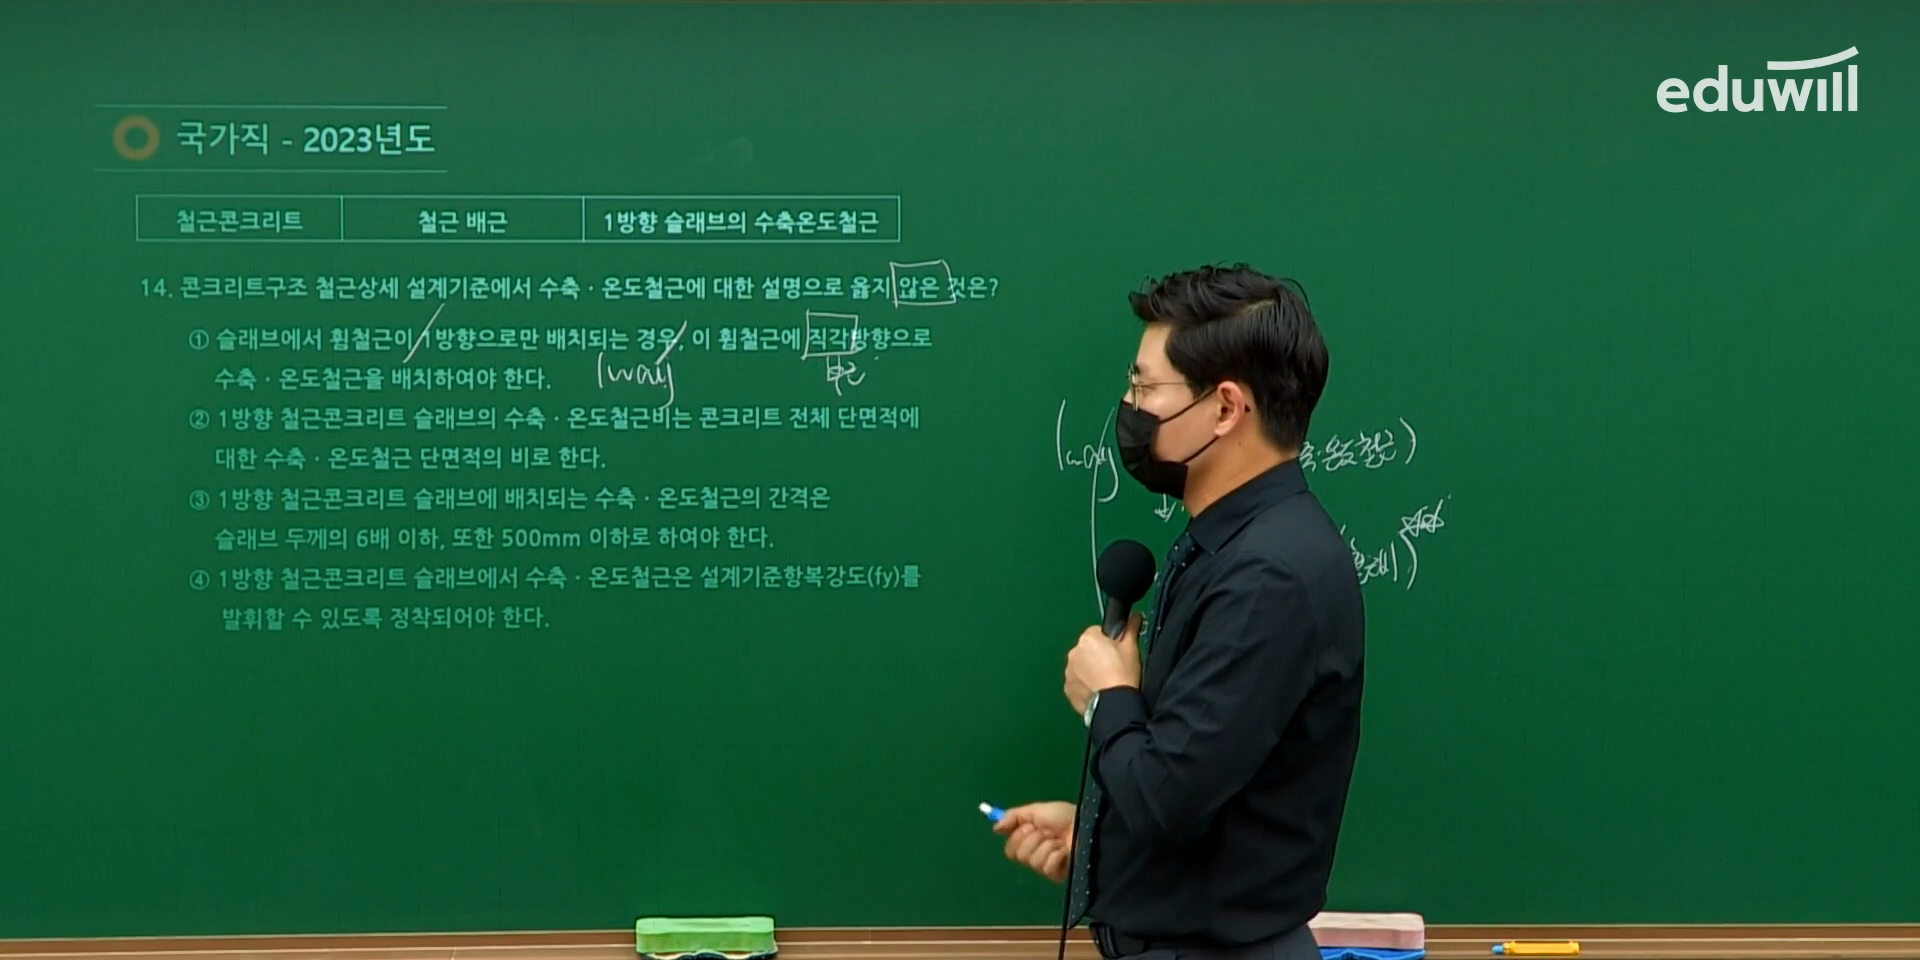 eduwill
국가직 - 2023년도
철근콘크리트 철근 배근 1방향 슬래브의 수축온도철근
14. 콘크리트구조 철근상세 설계기준에서 수축 · 온도철근에 대한 설명으로 옳지 않은 것은?
① 슬래브에서 휨철근이 1방향으로만 배치되는 경우, 이 휨철근에 직각방향으로
수축 · 온도철근을 배치하여야 한다.
1way
② 1방향 철근콘크리트 슬래브의 수축 · 온도철근비는 콘크리트 전체 단면적에
대한 수축 · 온도철근 단면적의 비로 한다.
③ 1방향 철근콘크리트 슬래브에 배치되는 수축 · 온도철근의 간격은
슬래브 두께의 6배 이하, 또한 500mm 이하로 하여야 한다.
④ 1방향 철근콘크리트 슬래브에서 수축 · 온도철근은 설계기준항복강도(fy)를
발휘할 수 있도록 정착되어야 한다.
1way
온도철근)